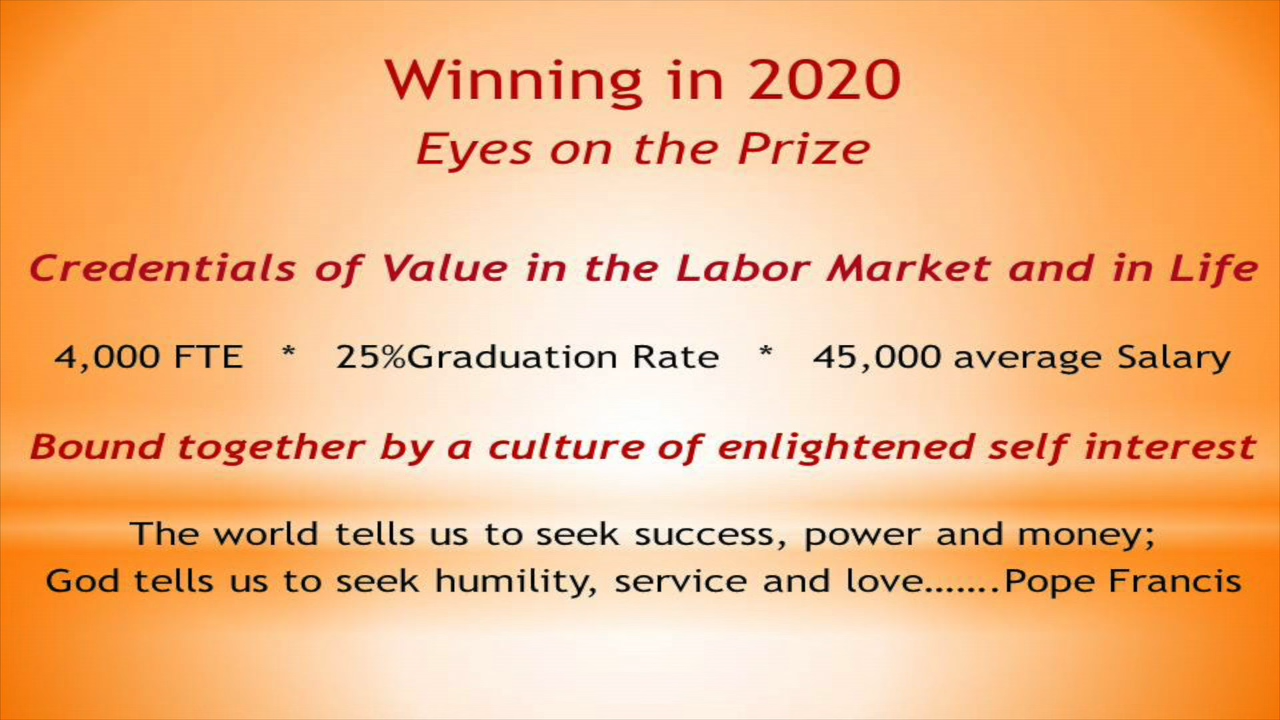 Winning in 2020
Eyes on the Prize
Credentials of Value in the Labor Market and in Life
4,000 FTE * 25%Graduation Rate * 45,000 average Salary
Bound together by a culture of enlightened self interest
The world tells us to seek success, power and money;
God tells us to seek humility, service and love…….Pope Francis